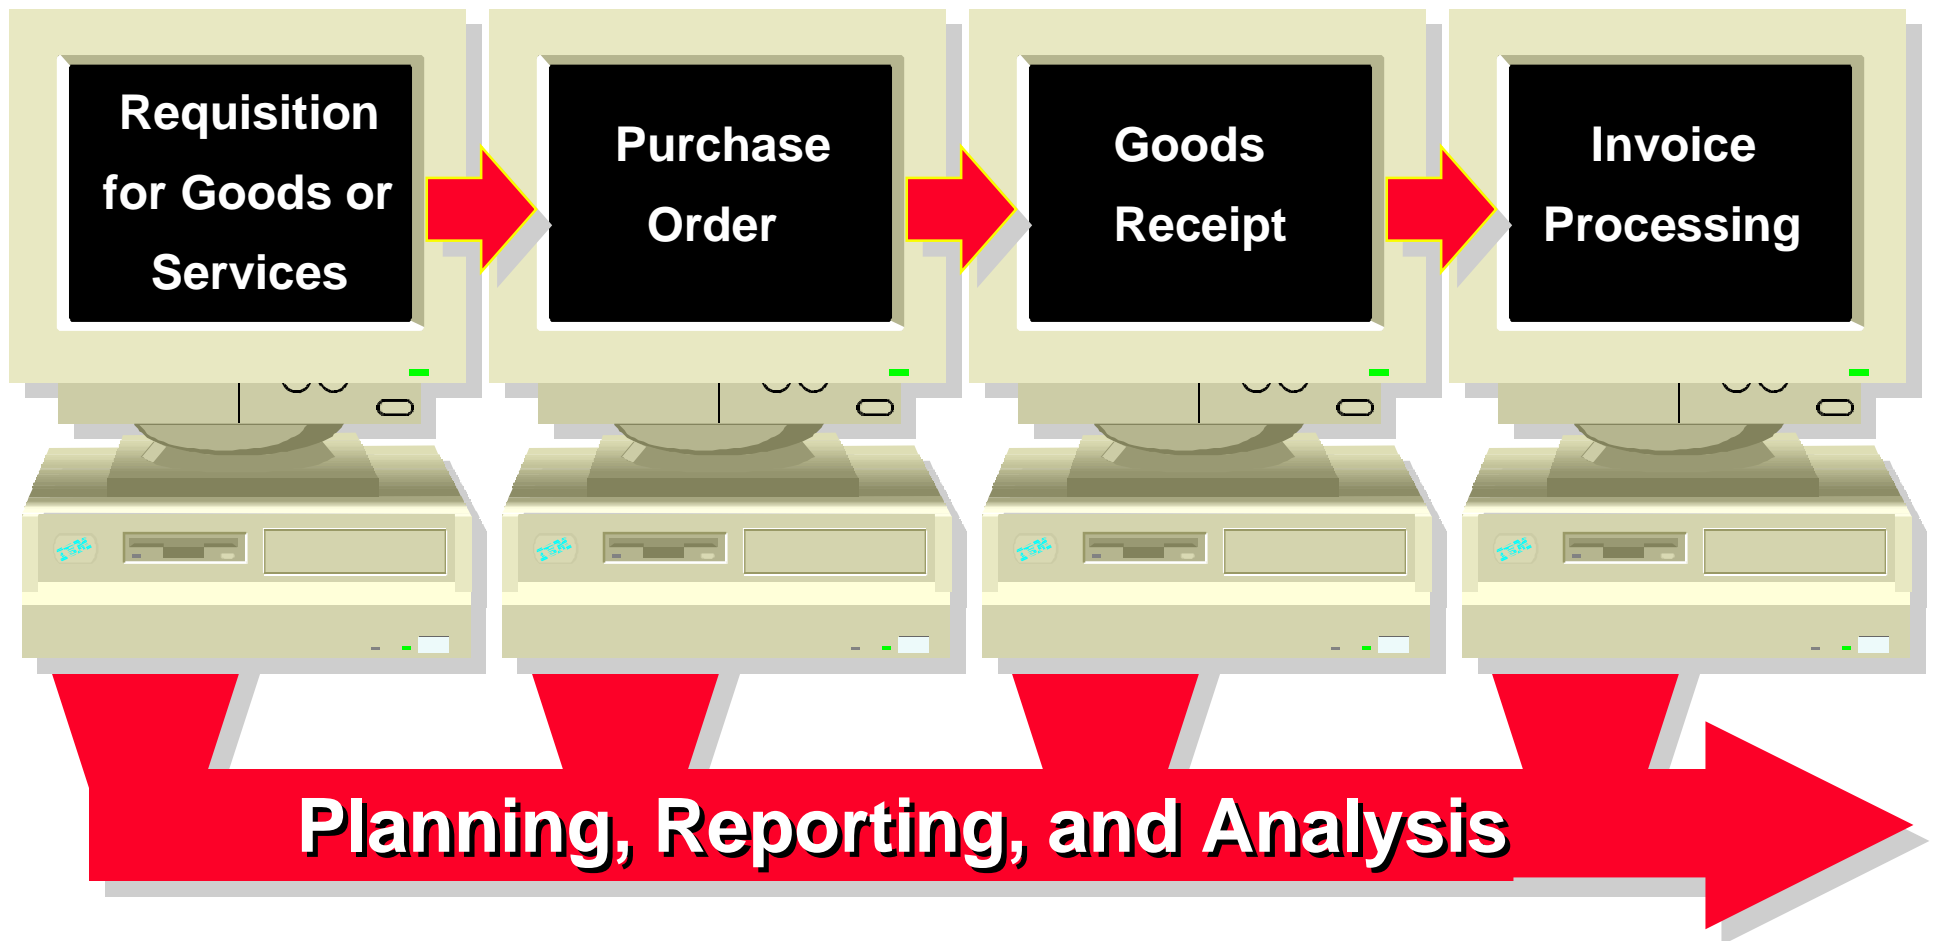 Requisition
for Goods or
Services
Purchase
Order
Goods
Receipt
Invoice
Processing
Planning, Reporting, and Analysis